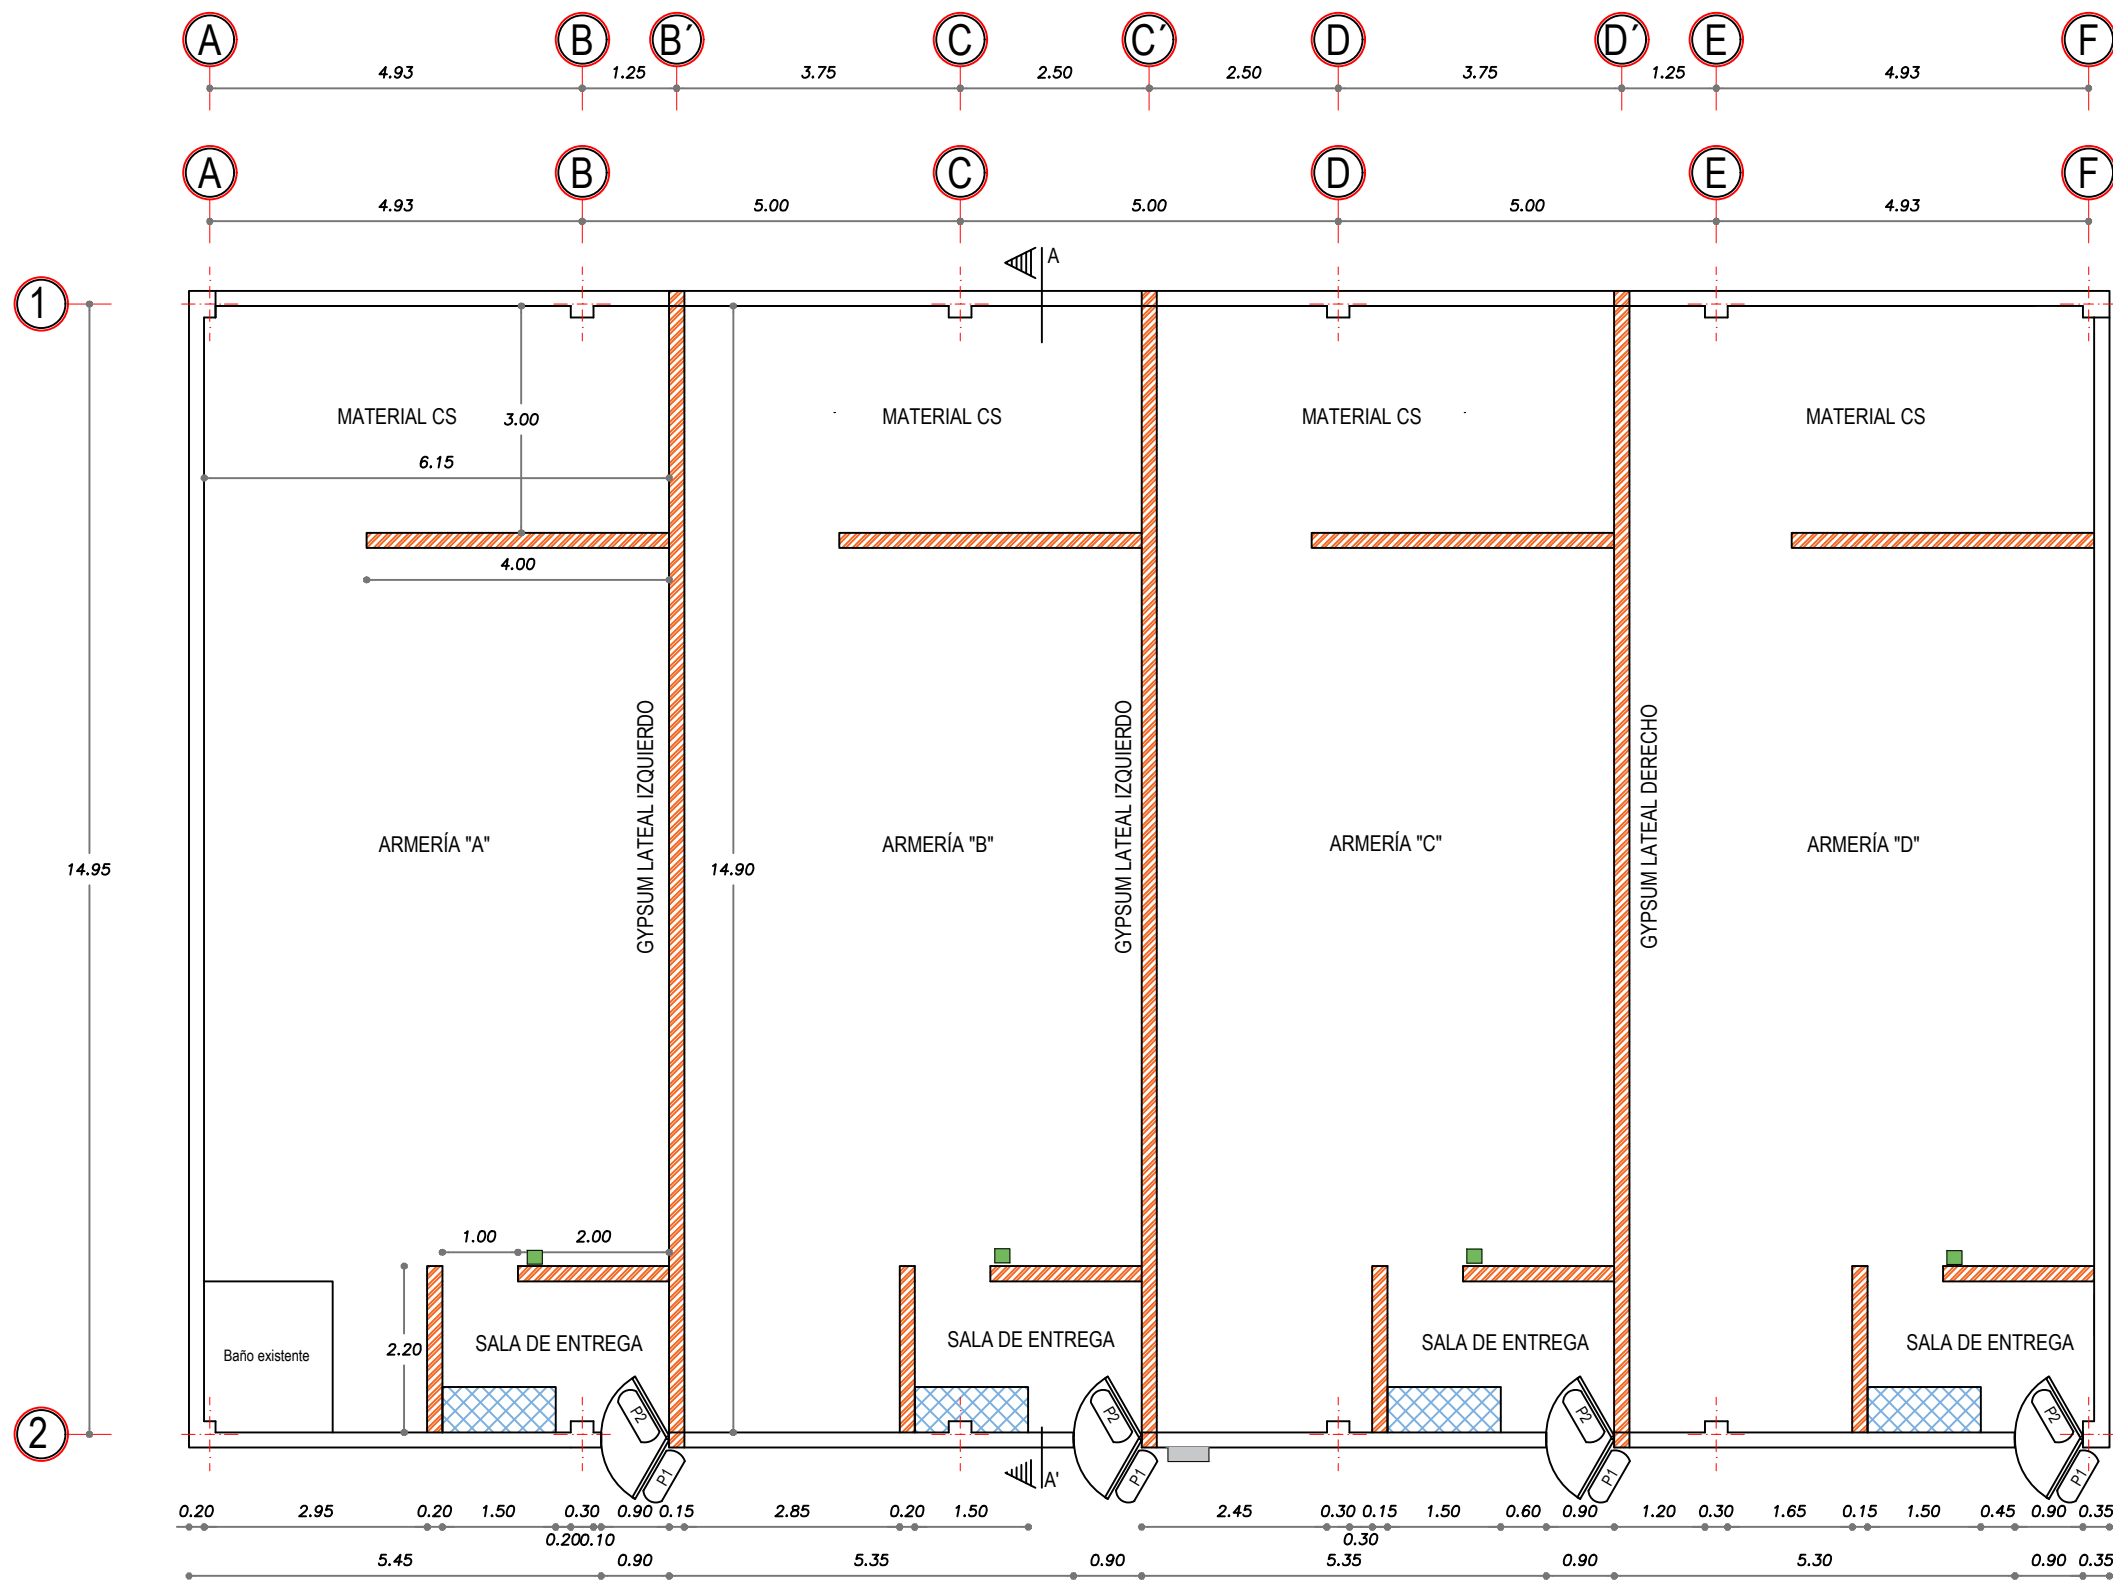 A B B´ C C´ D D´ E F
4.93 1.25 3.75 2.50 2.50 3.75 1.25 4.93
A B C D E F
4.93 5.00 5.00 5.00 4.93
A
1
MATERIAL CS 3.00 MATERIAL CS MATERIAL CS MATERIAL CS
6.15
4.00
GYPSUM LATEAL IZQUIERDO
GYPSUM LATEAL IZQUIERDO
GYPSUM LATEAL DERECHO
ARMERÍA "A" ARMERÍA "B" ARMERÍA "C" ARMERÍA "D"
14.95 14.90
1.00 2.00
2.20 SALA DE ENTREGA SALA DE ENTREGA SALA DE ENTREGA SALA DE ENTREGA
Baño existente
P2 P2 P2 P2
2
P1 A' P1 P1 P1
0.20 2.95 0.20 1.50 0.30 0.90 0.15 2.85 0.20 1.50 2.45 0.30 0.15 1.50 0.60 0.90 1.20 0.30 1.65 0.15 1.50 0.45 0.90 0.35
0.20 0.10 0.30
5.45 0.90 5.35 0.90 5.35 0.90 5.30 0.90 0.35